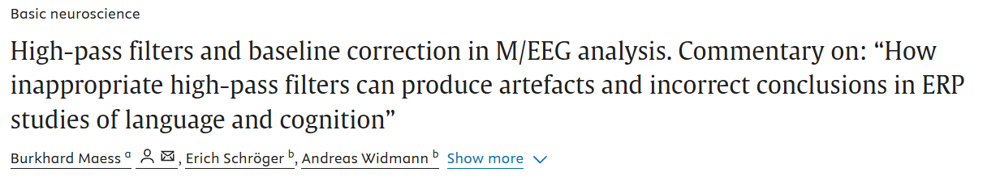 Basic neuroscience
High-pass filters and baseline correction in M/EEG analysis. Commentary on: “How
inappropriate high-pass filters can produce artefacts and incorrect conclusions in ERP
studies of language and cognition”
Burkhard Maess a, Erich Schröger b, Andreas Widmann b Show more